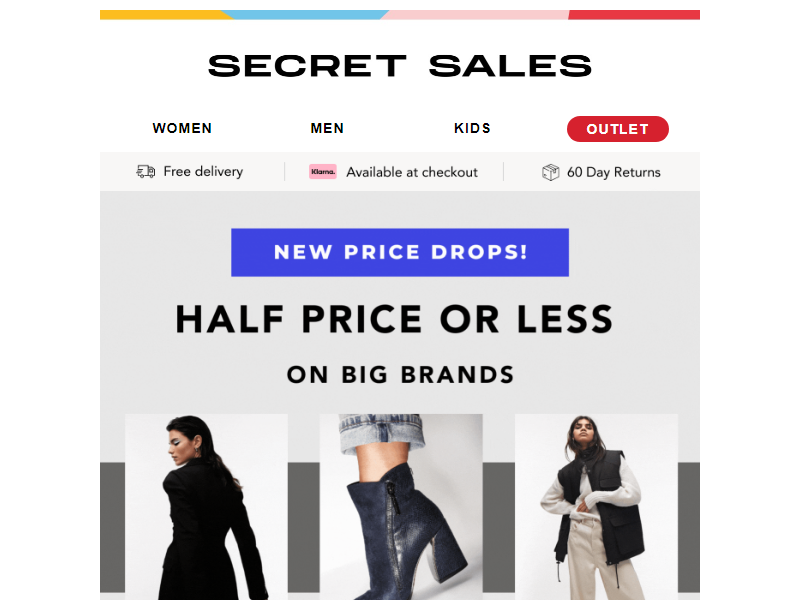 SECRET SALES
WOMEN MEN KIDS OUTLET
Free delivery Klarna. Available at checkout 60 Day Returns
NEW PRICE DROPS!
HALF PRICE OR LESS
ON BIG BRANDS